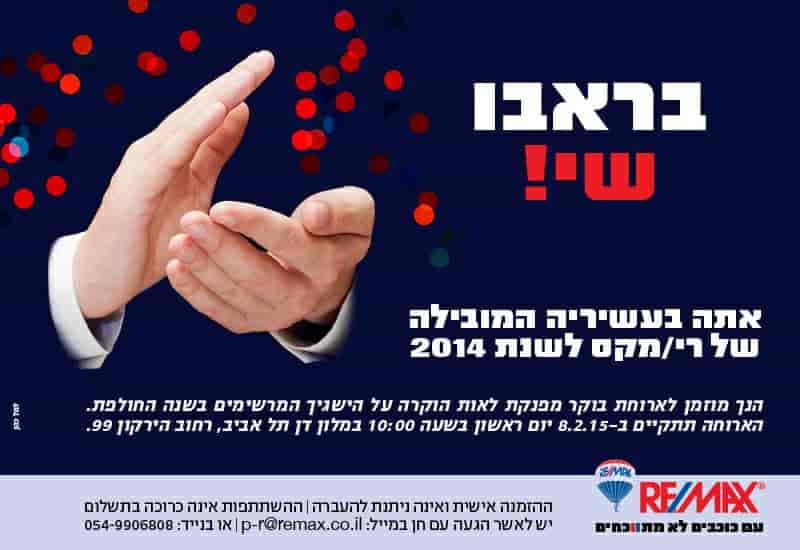 בראבו
שי!
אתה בעשיריה המובילה
של רי/מקס לשנת 2014
הנך מוזמן לארוחת בוקר מפנקת לאות הוקרה על הישגיך המרשימים בשנה החולפת.
הארוחה תתקיים ב-8.2.15 יום ראשון בשעה 10:00 במלון דן תל אביב, רחוב הירקון 99.
ההזמנה אישית ואינה ניתנת להעברה | ההשתתפות אינה כרוכה בתשלום
יש לאשר הגעה עם חן במייל: p-r@remax.co.il | או בנייד: 054-9906808
RE/MAX
RE/MAX®
עם כוכבים לא מתווכחים